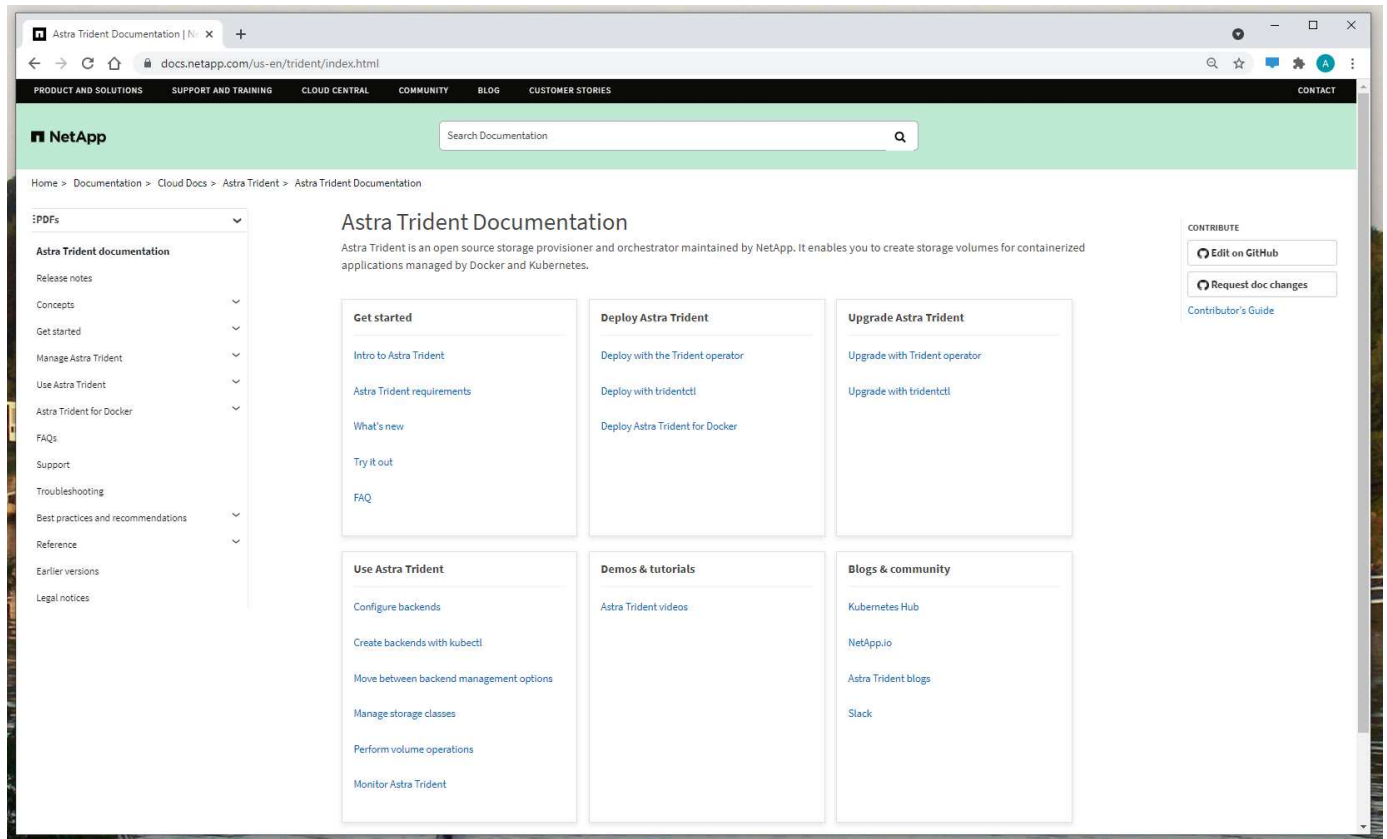 Astra Trident Documentation | Ne
docs.netapp.com/us-en/trident/index.html
A
PRODUCT AND SOLUTIONS SUPPORT AND TRAINING CLOUD CENTRAL COMMUNITY BLOG CUSTOMER STORIES CONTACT
NetApp
Search Documentation
Home > Documentation > Cloud Docs > Astra Trident > Astra Trident Documentation
PDFs
Astra Trident documentation
Release notes
Concepts
Get started
Manage Astra Trident
Use Astra Trident
Astra Trident for Docker
FAQs
Support
Troubleshooting
Best practices and recommendations
Reference
Earlier versions
Legal notices
Astra Trident Documentation
Astra Trident is an open source storage provisioner and orchestrator maintained by NetApp. It enables you to create storage volumes for containerized
applications managed by Docker and Kubernetes.
Get started
Intro to Astra Trident
Astra Trident requirements
What's new
Try it out
FAQ
Deploy Astra Trident
Deploy with the Trident operator
Deploy with tridentctl
Deploy Astra Trident for Docker
Upgrade Astra Trident
Upgrade with Trident operator
Upgrade with tridentctl
Use Astra Trident
Configure backends
Create backends with kubectl
Move between backend management options
Manage storage classes
Perform volume operations
Monitor Astra Trident
Demos & tutorials
Astra Trident videos
Blogs & community
Kubernetes Hub
NetApp.io
Astra Trident blogs
Slack
CONTRIBUTE
Edit on GitHub
Request doc changes
Contributor's Guide